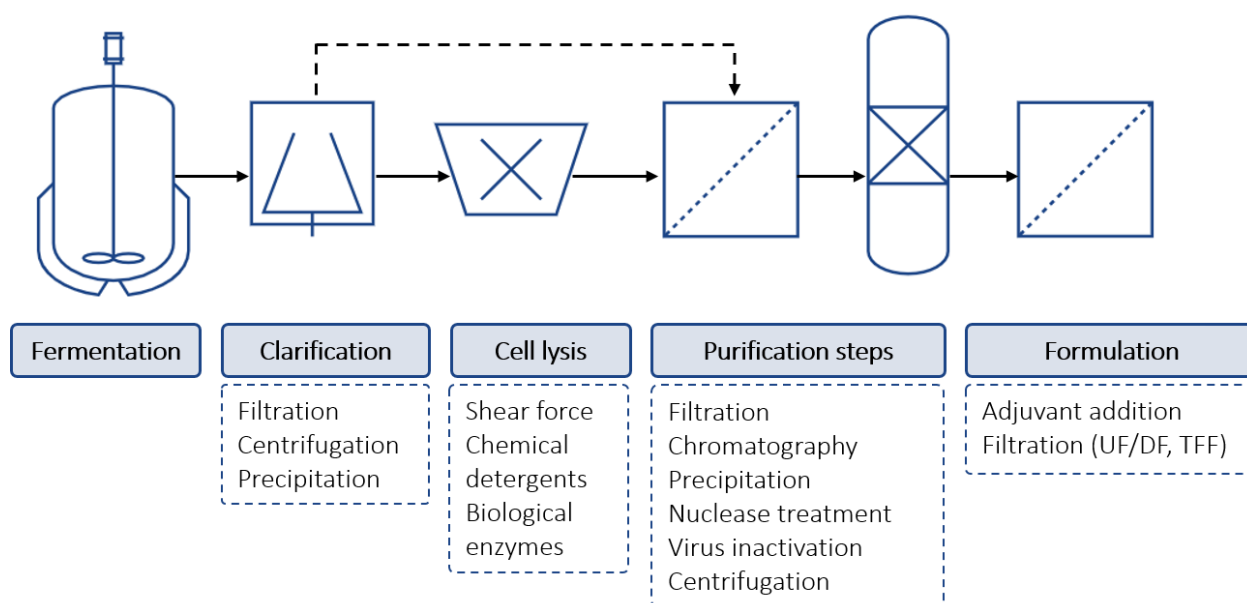 Fermentation
Clarification
Filtration
Centrifugation
Precipitation
Cell lysis
Shear force
Chemical
detergents
Biological
enzymes
Purification steps
Filtration
Chromatography
Precipitation
Nuclease treatment
Virus inactivation
Centrifugation
Formulation
Adjuvant addition
Filtration (UF/DF, TFF)